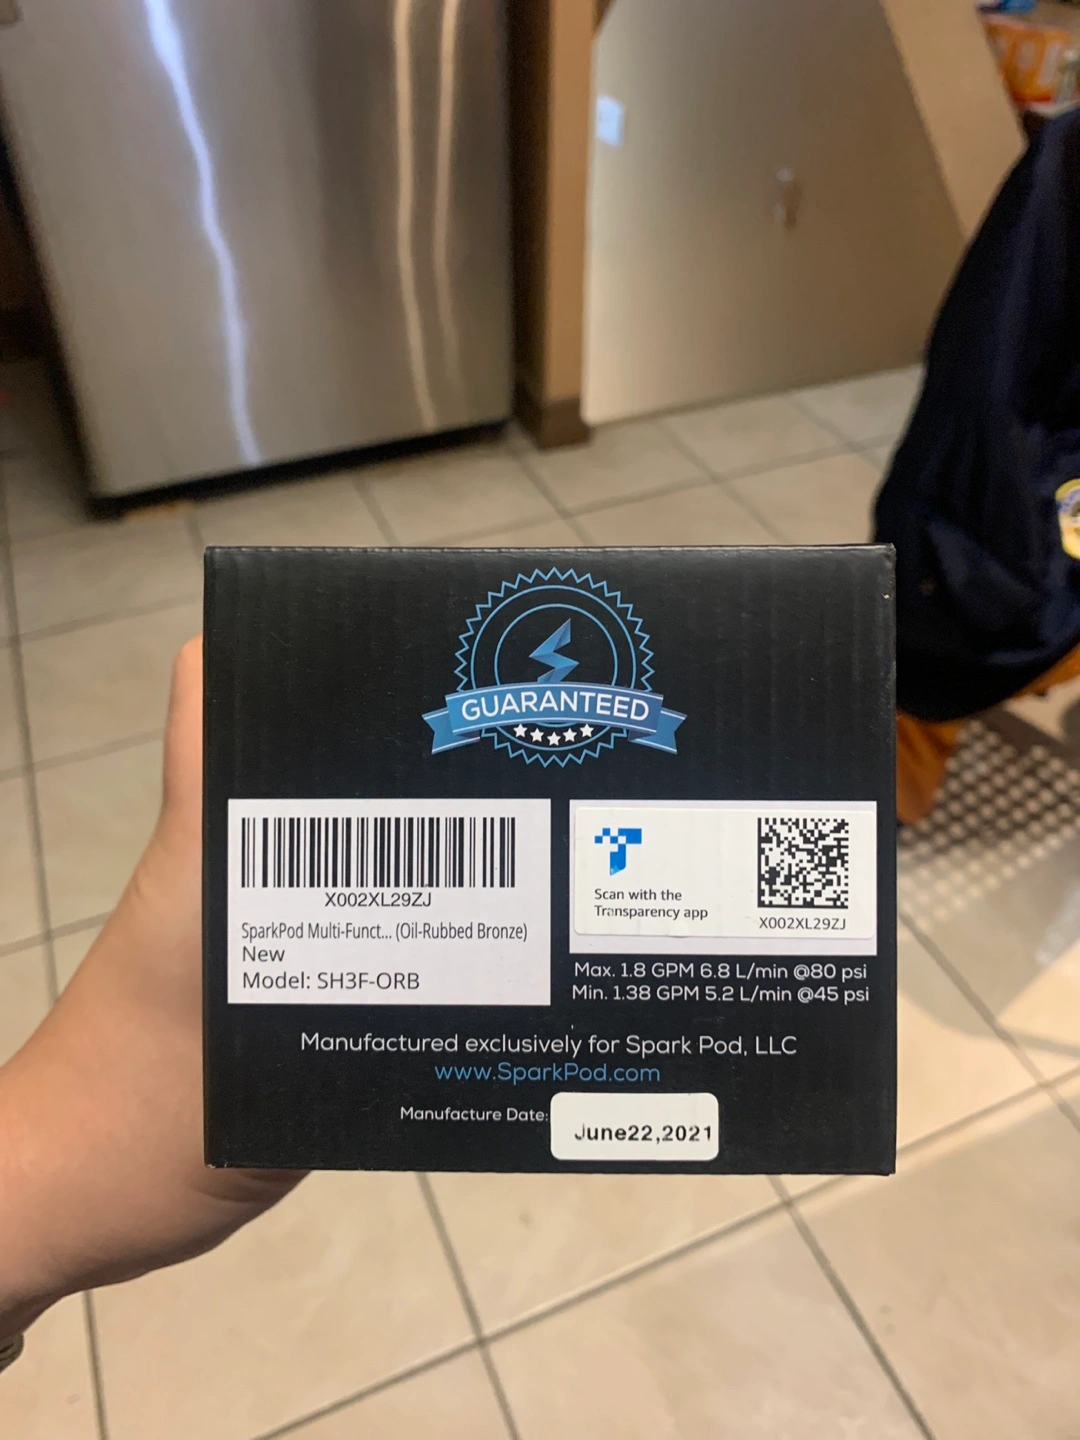 GUARANTEED
X002XL29ZJ
SparkPod Multi-Funct... (Oil-Rubbed Bronze)
New
Model: SH3F-ORB
Scan with the
Transparency app
X002XL29ZJ
Max. 1.8 GPM 6.8 L/min @80 psi
Min. 1.38 GPM 5.2 L/min @45 psi
Manufactured exclusively for Spark Pod, LLC
www.SparkPod.com
Manufacture Date: June22,2021